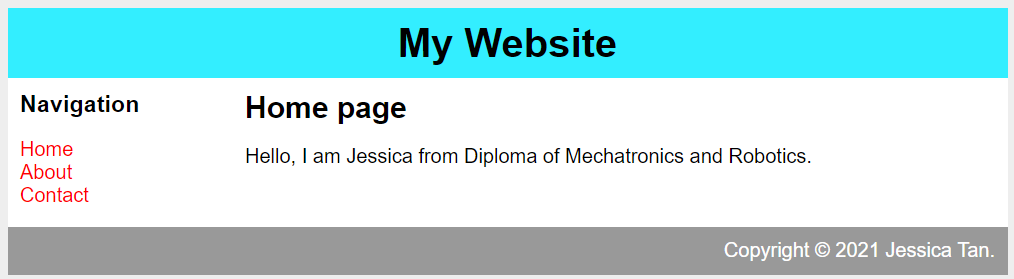 My Website
Navigation
Home
About
Contact
Home page
Hello, I am Jessica from Diploma of Mechatronics and Robotics.
Copyright © 2021 Jessica Tan.